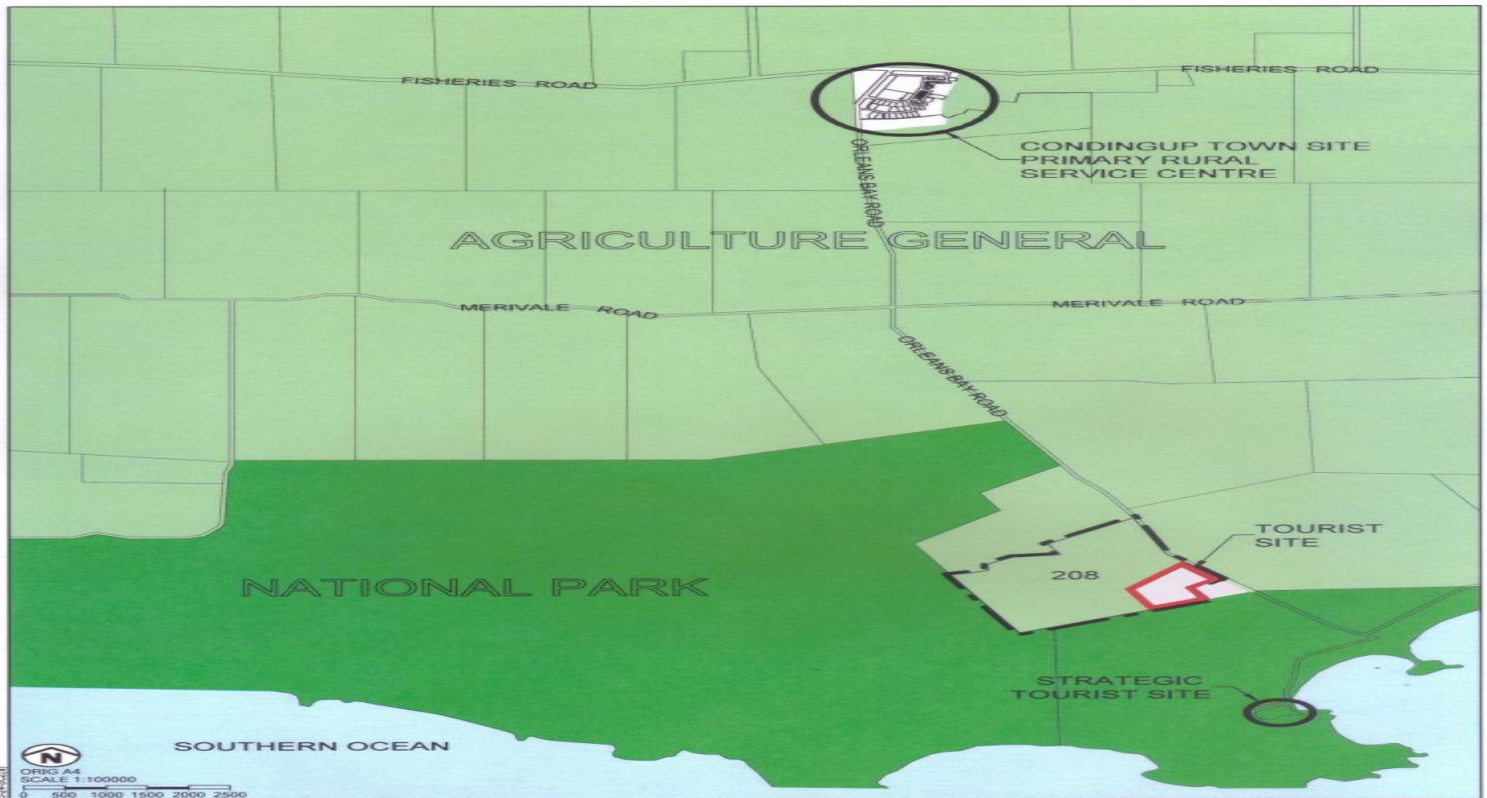 FISHERIES ROAD
FISHERIES ROAD
CONDINGUP TOWN SITE
PRIMARY RURAL
SERVICE CENTRE
ORLEANS BAY ROAD
AGRICULTURE GENERAL
MERIVALE ROAD
MERIVALE ROAD
ORLEANS BAY ROAD
TOURIST
SITE
208
NATIONAL PARK
STRATEGIC
TOURIST SITE
SOUTHERN OCEAN
N
ORIG A4
SCALE 1:100000
0 500 1000 1500 2000 2500